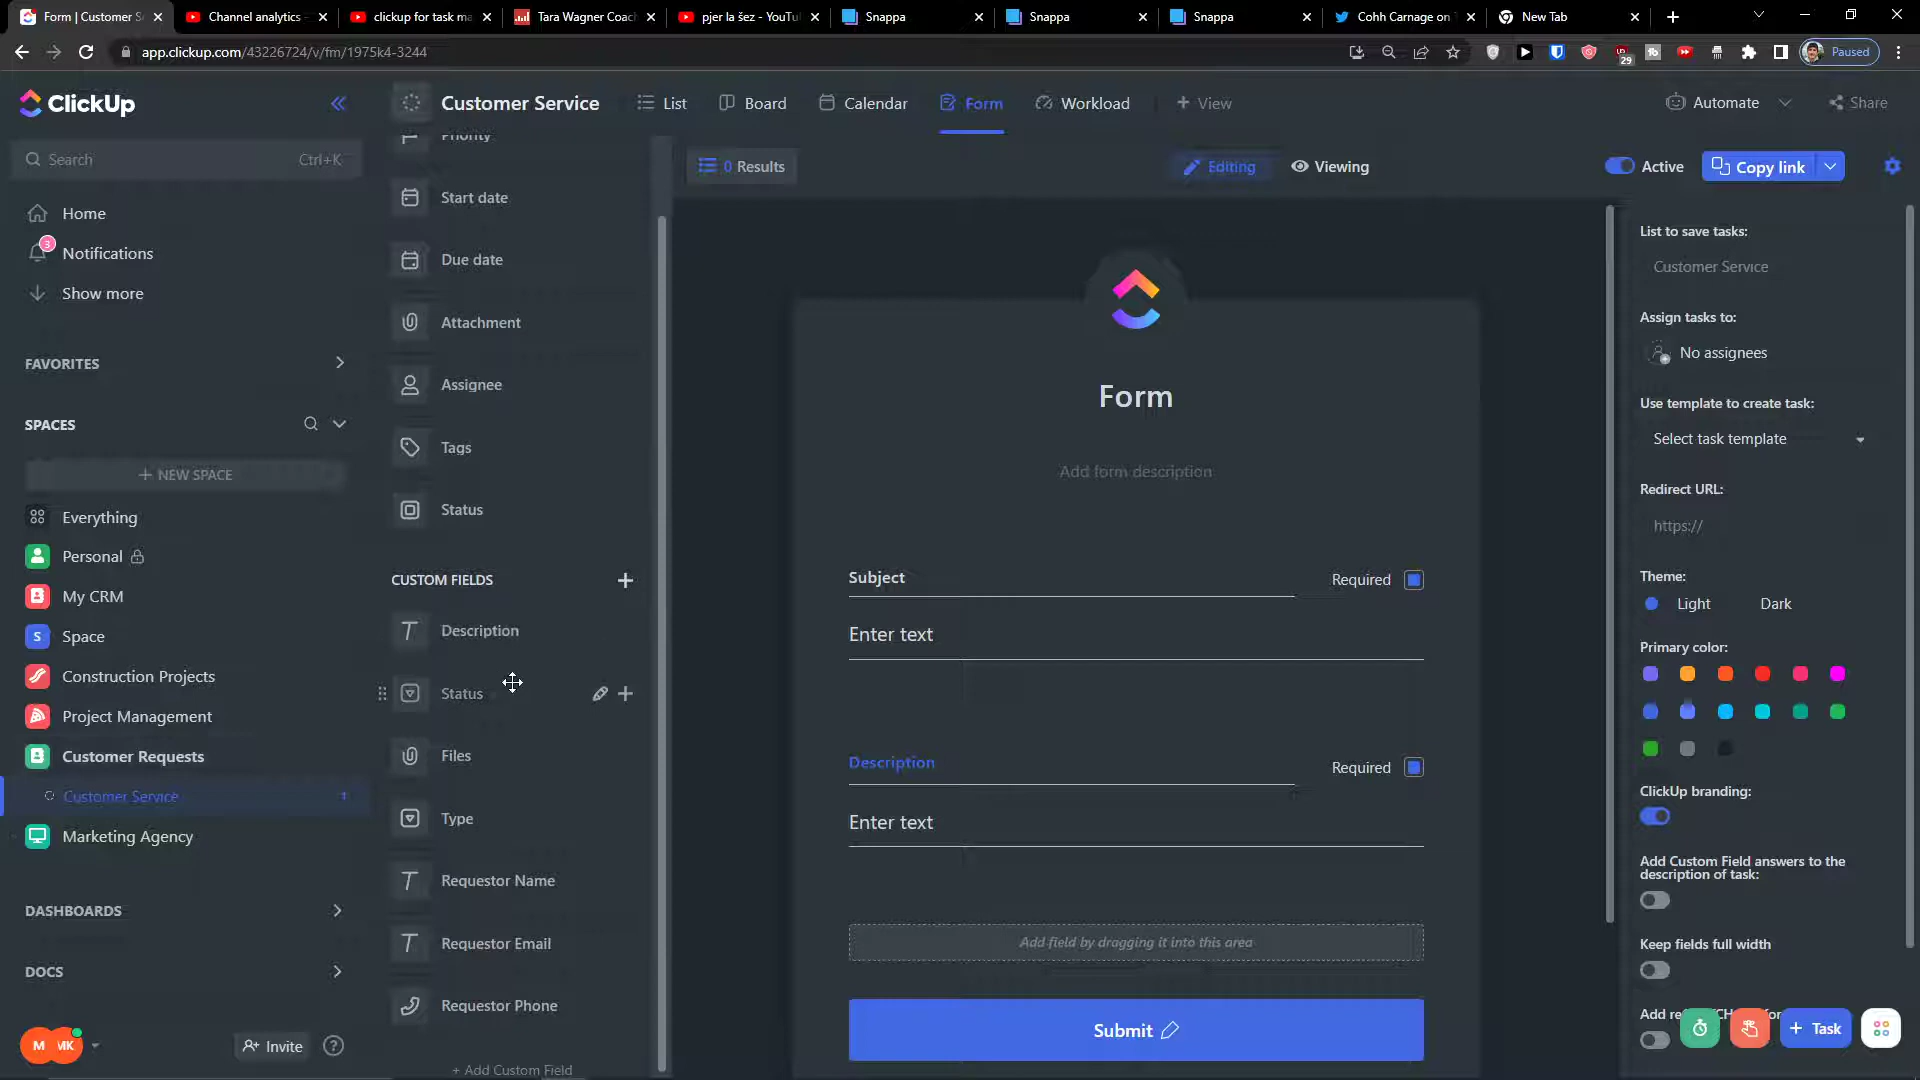 Form | Customer S
Channel analytics
clickup for task ma
Tara Wagner Coac
pjer la šez - YouTu
Snappa
Snappa
Snappa
Cohh Carnage on
New Tab
app.clickup.com/43226724/v/fm/1975k4-3244
29
Paused
ClickUp
Customer Service
List
Board
Calendar
Form
Workload
+ View
Automate
Share
Search
Ctrl+K
Home
3
Notifications
Show more
FAVORITES
SPACES
+ NEW SPACE
Everything
Personal
My CRM
S
Space
Construction Projects
Project Management
Customer Requests
Customer Service
1
Marketing Agency
DASHBOARDS
DOCS
M
MK
Invite
?
Priority
Start date
Due date
Attachment
Assignee
Tags
Status
CUSTOM FIELDS
Description
Status
Files
Type
Requestor Name
Requestor Email
Requestor Phone
+ Add Custom Field
0 Results
Editing
Viewing
Active
Copy link
Form
Add form description
Subject
Required
Enter text
Description
Required
Enter text
Add field by dragging it into this area
Submit
List to save tasks:
Customer Service
Assign tasks to:
No assignees
Use template to create task:
Select task template
Redirect URL:
https://
Theme:
Light
Dark
Primary color:
ClickUp branding:
Add Custom Field answers to the
description of task:
Keep fields full width
Add re
+ Task